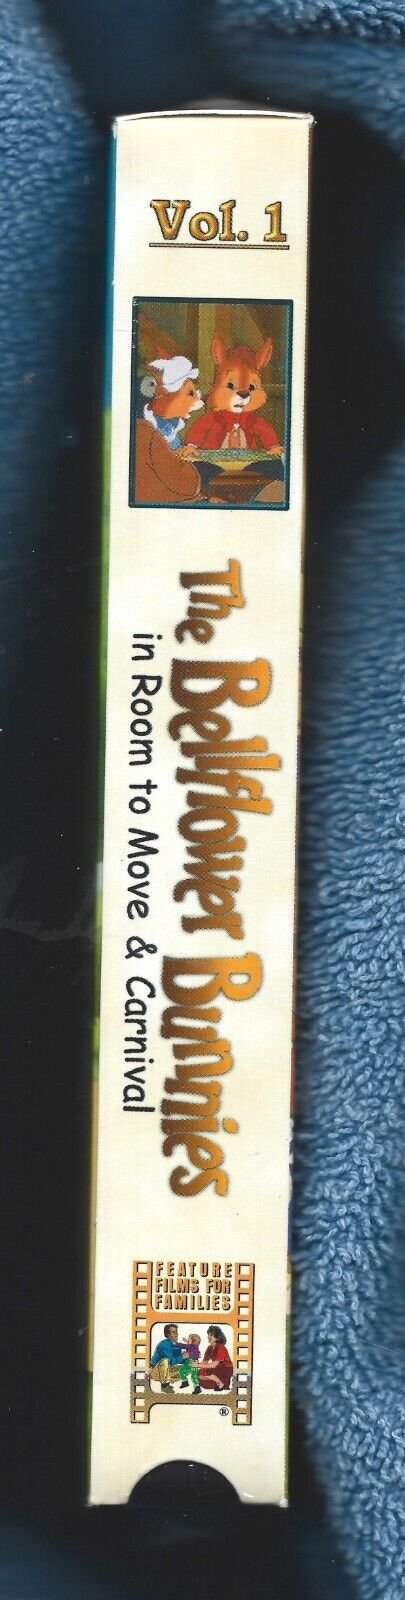 Vol. 1
The Bellflower Bunnies
in Room to Move & Carnival
FEATURE
FILMS FOR
FAMILIES
®